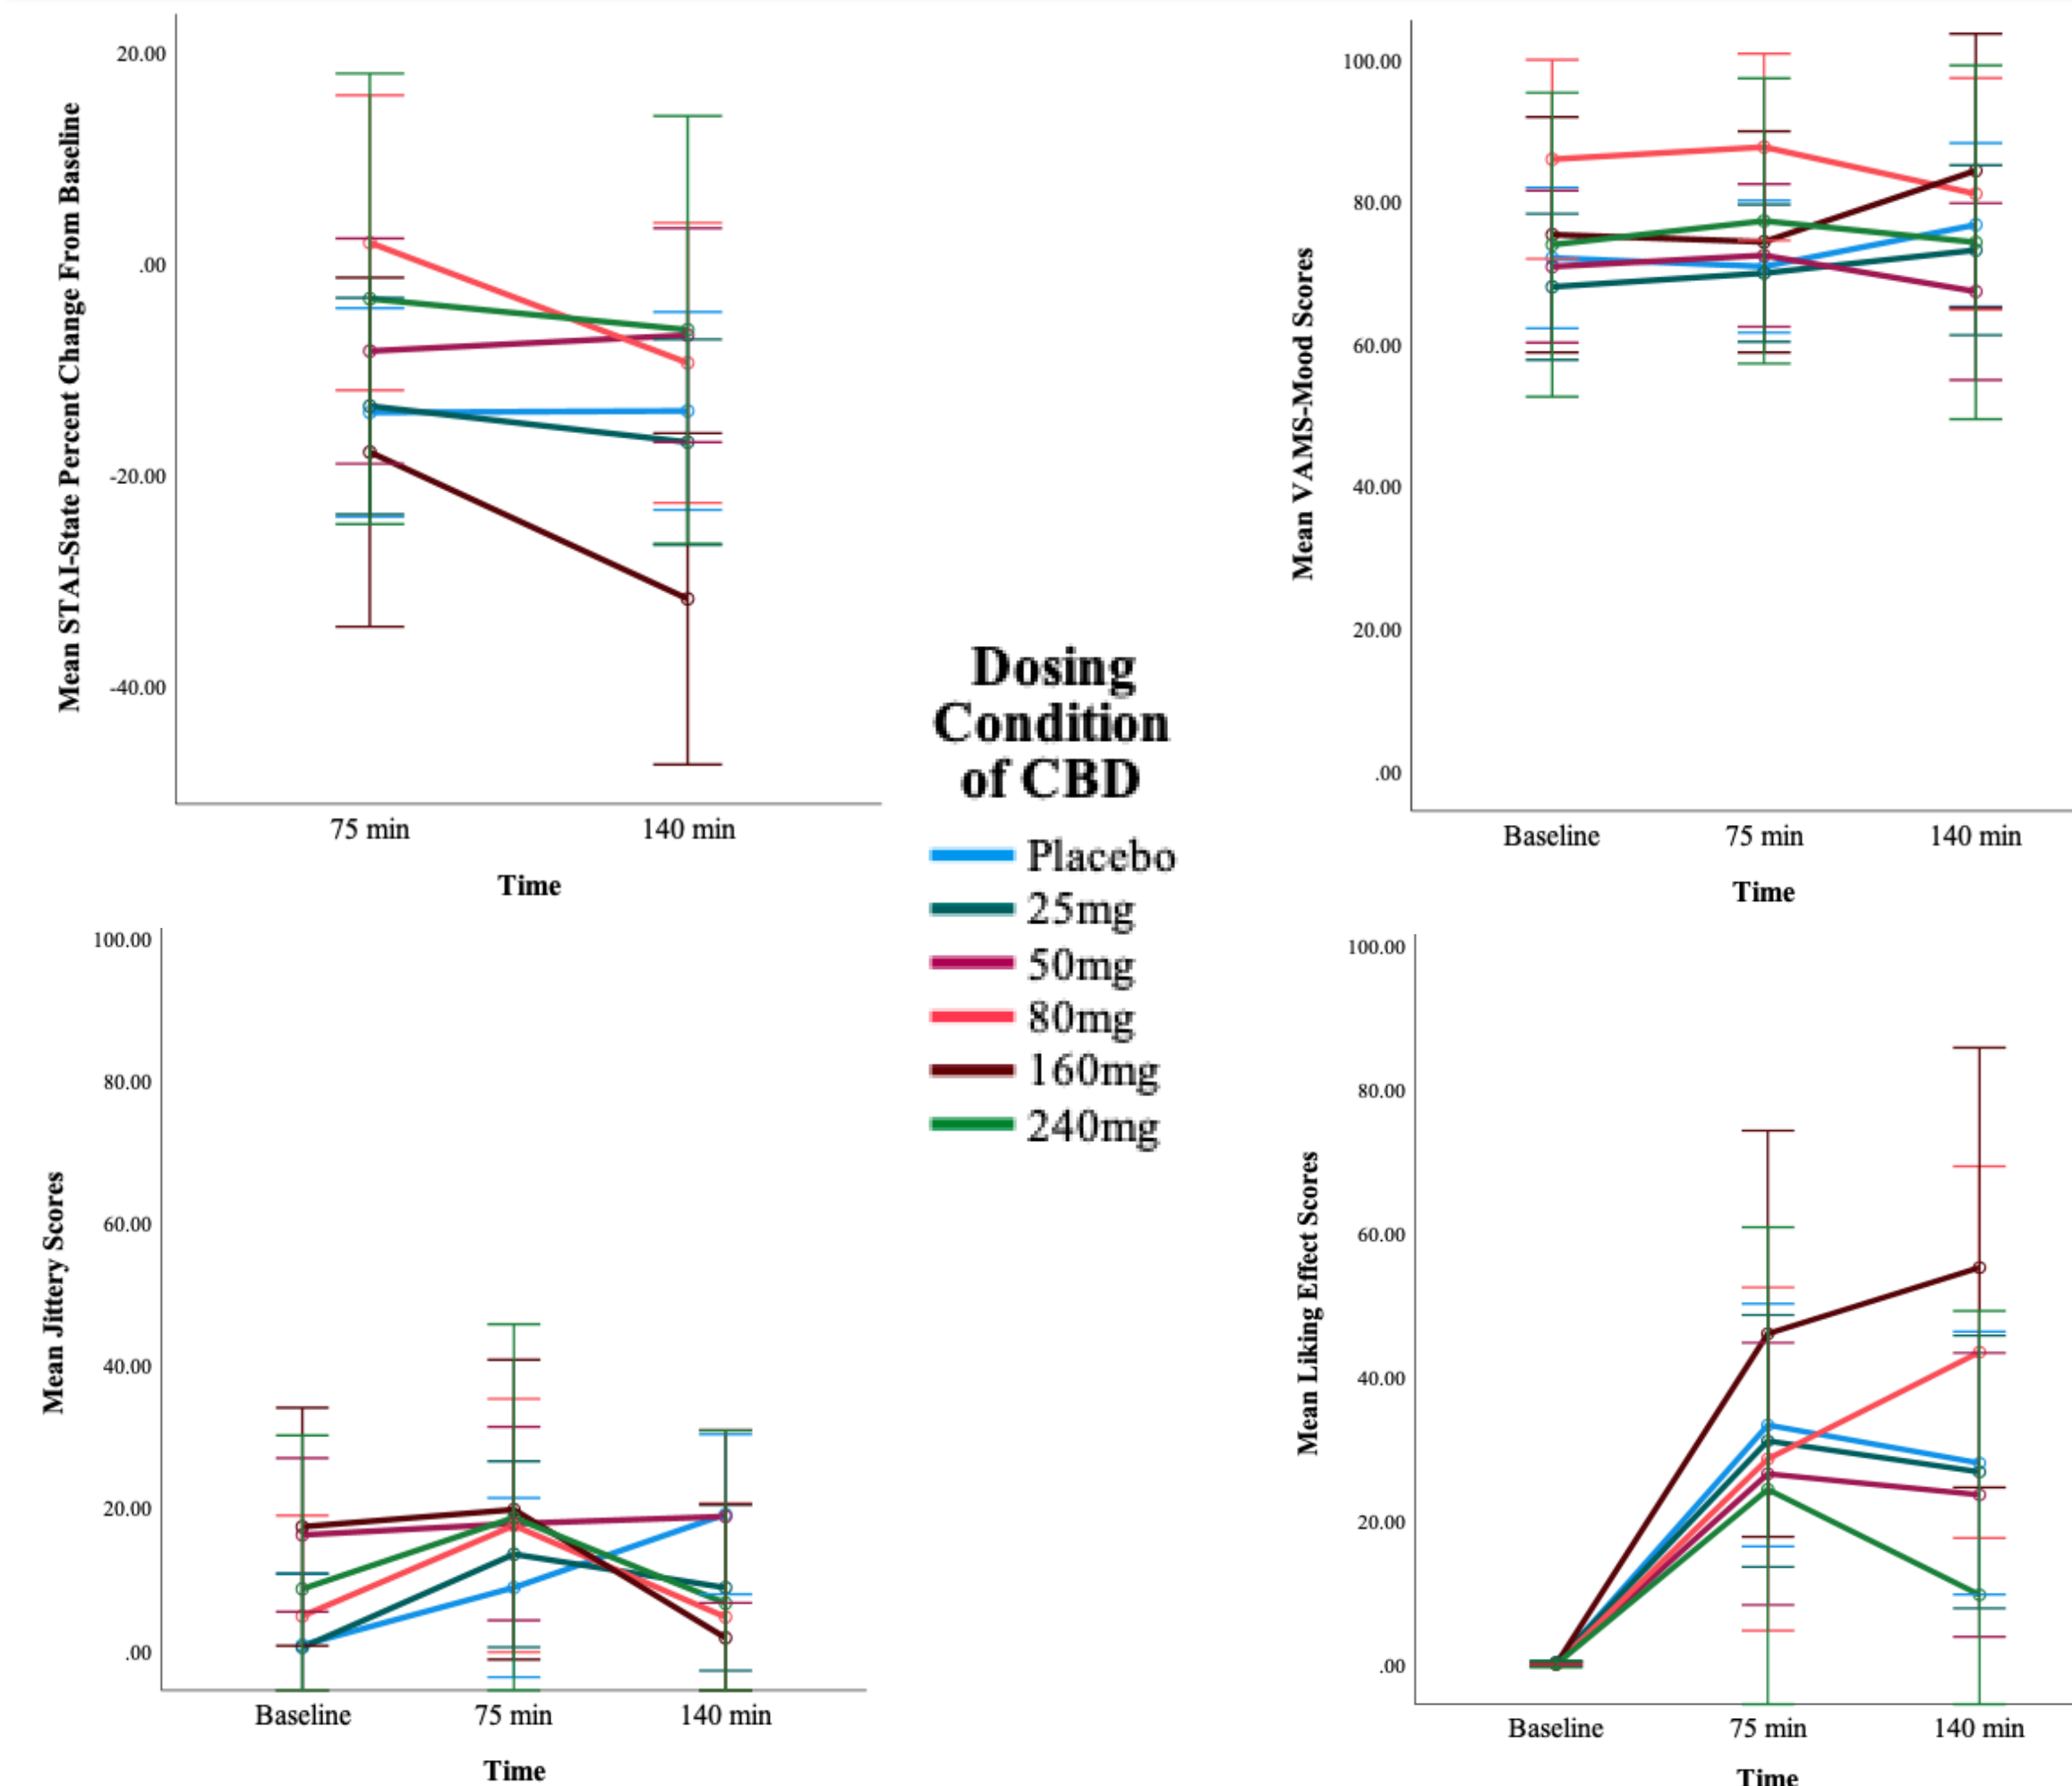 Mean STAI-State Percent Change From Baseline
20.00
.00
-20.00
-40.00
75 min 140 min
Time
Mean VAMS-Mood Scores
100.00
80.00
60.00
40.00
20.00
.00
Baseline 75 min 140 min
Time
Dosing
Condition
of CBD
Placebo
25mg
50mg
80mg
160mg
240mg
Mean Jittery Scores
100.00
80.00
60.00
40.00
20.00
.00
Baseline 75 min 140 min
Time
Mean Liking Effect Scores
100.00
80.00
60.00
40.00
20.00
.00
Baseline 75 min 140 min
Time